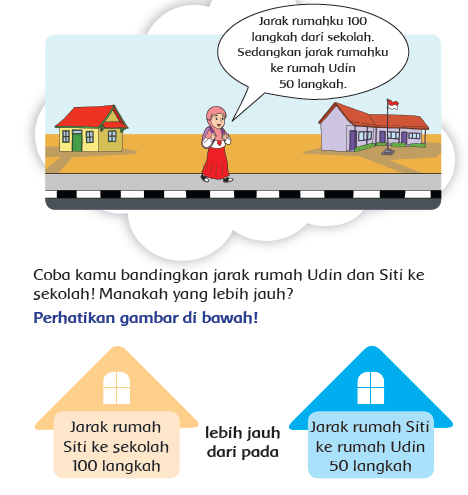 Jarak rumahku 100
langkah dari sekolah.
Sedangkan jarak rumahku
ke rumah Udin
50 langkah.
Coba kamu bandingkan jarak rumah Udin dan Siti ke
sekolah! Manakah yang lebih jauh?
Perhatikan gambar di bawah!
Jarak rumah
Siti ke sekolah
100 langkah
lebih jauh
dari pada
Jarak rumah Siti
ke rumah Udin
50 langkah